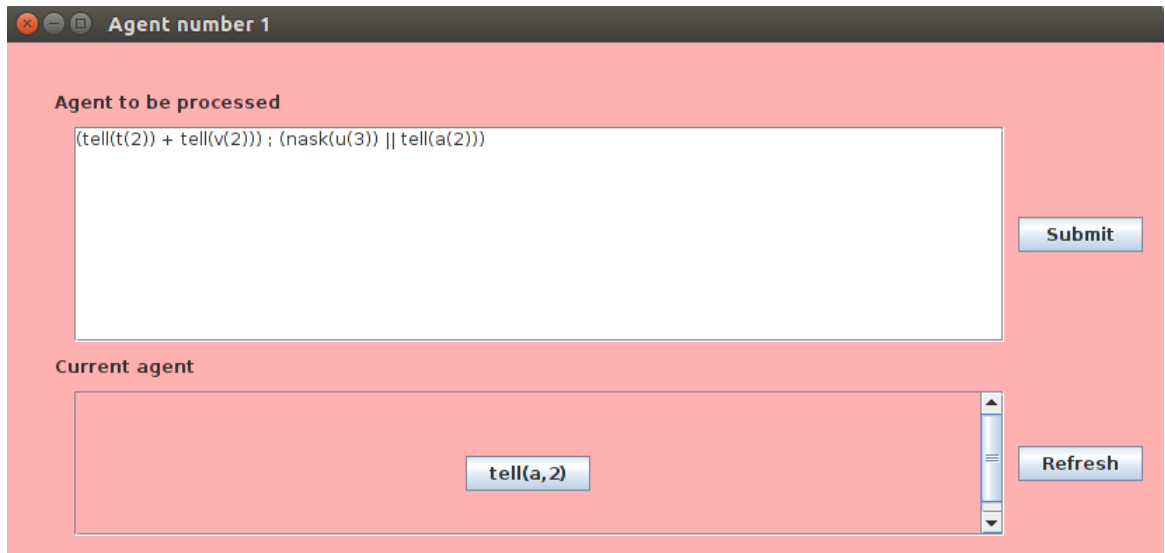 Agent number 1
Agent to be processed
(tell(t(2)) + tell(v(2))) ; (nask(u(3)) || tell(a(2)))
Submit
Current agent
tell(a,2)
Refresh